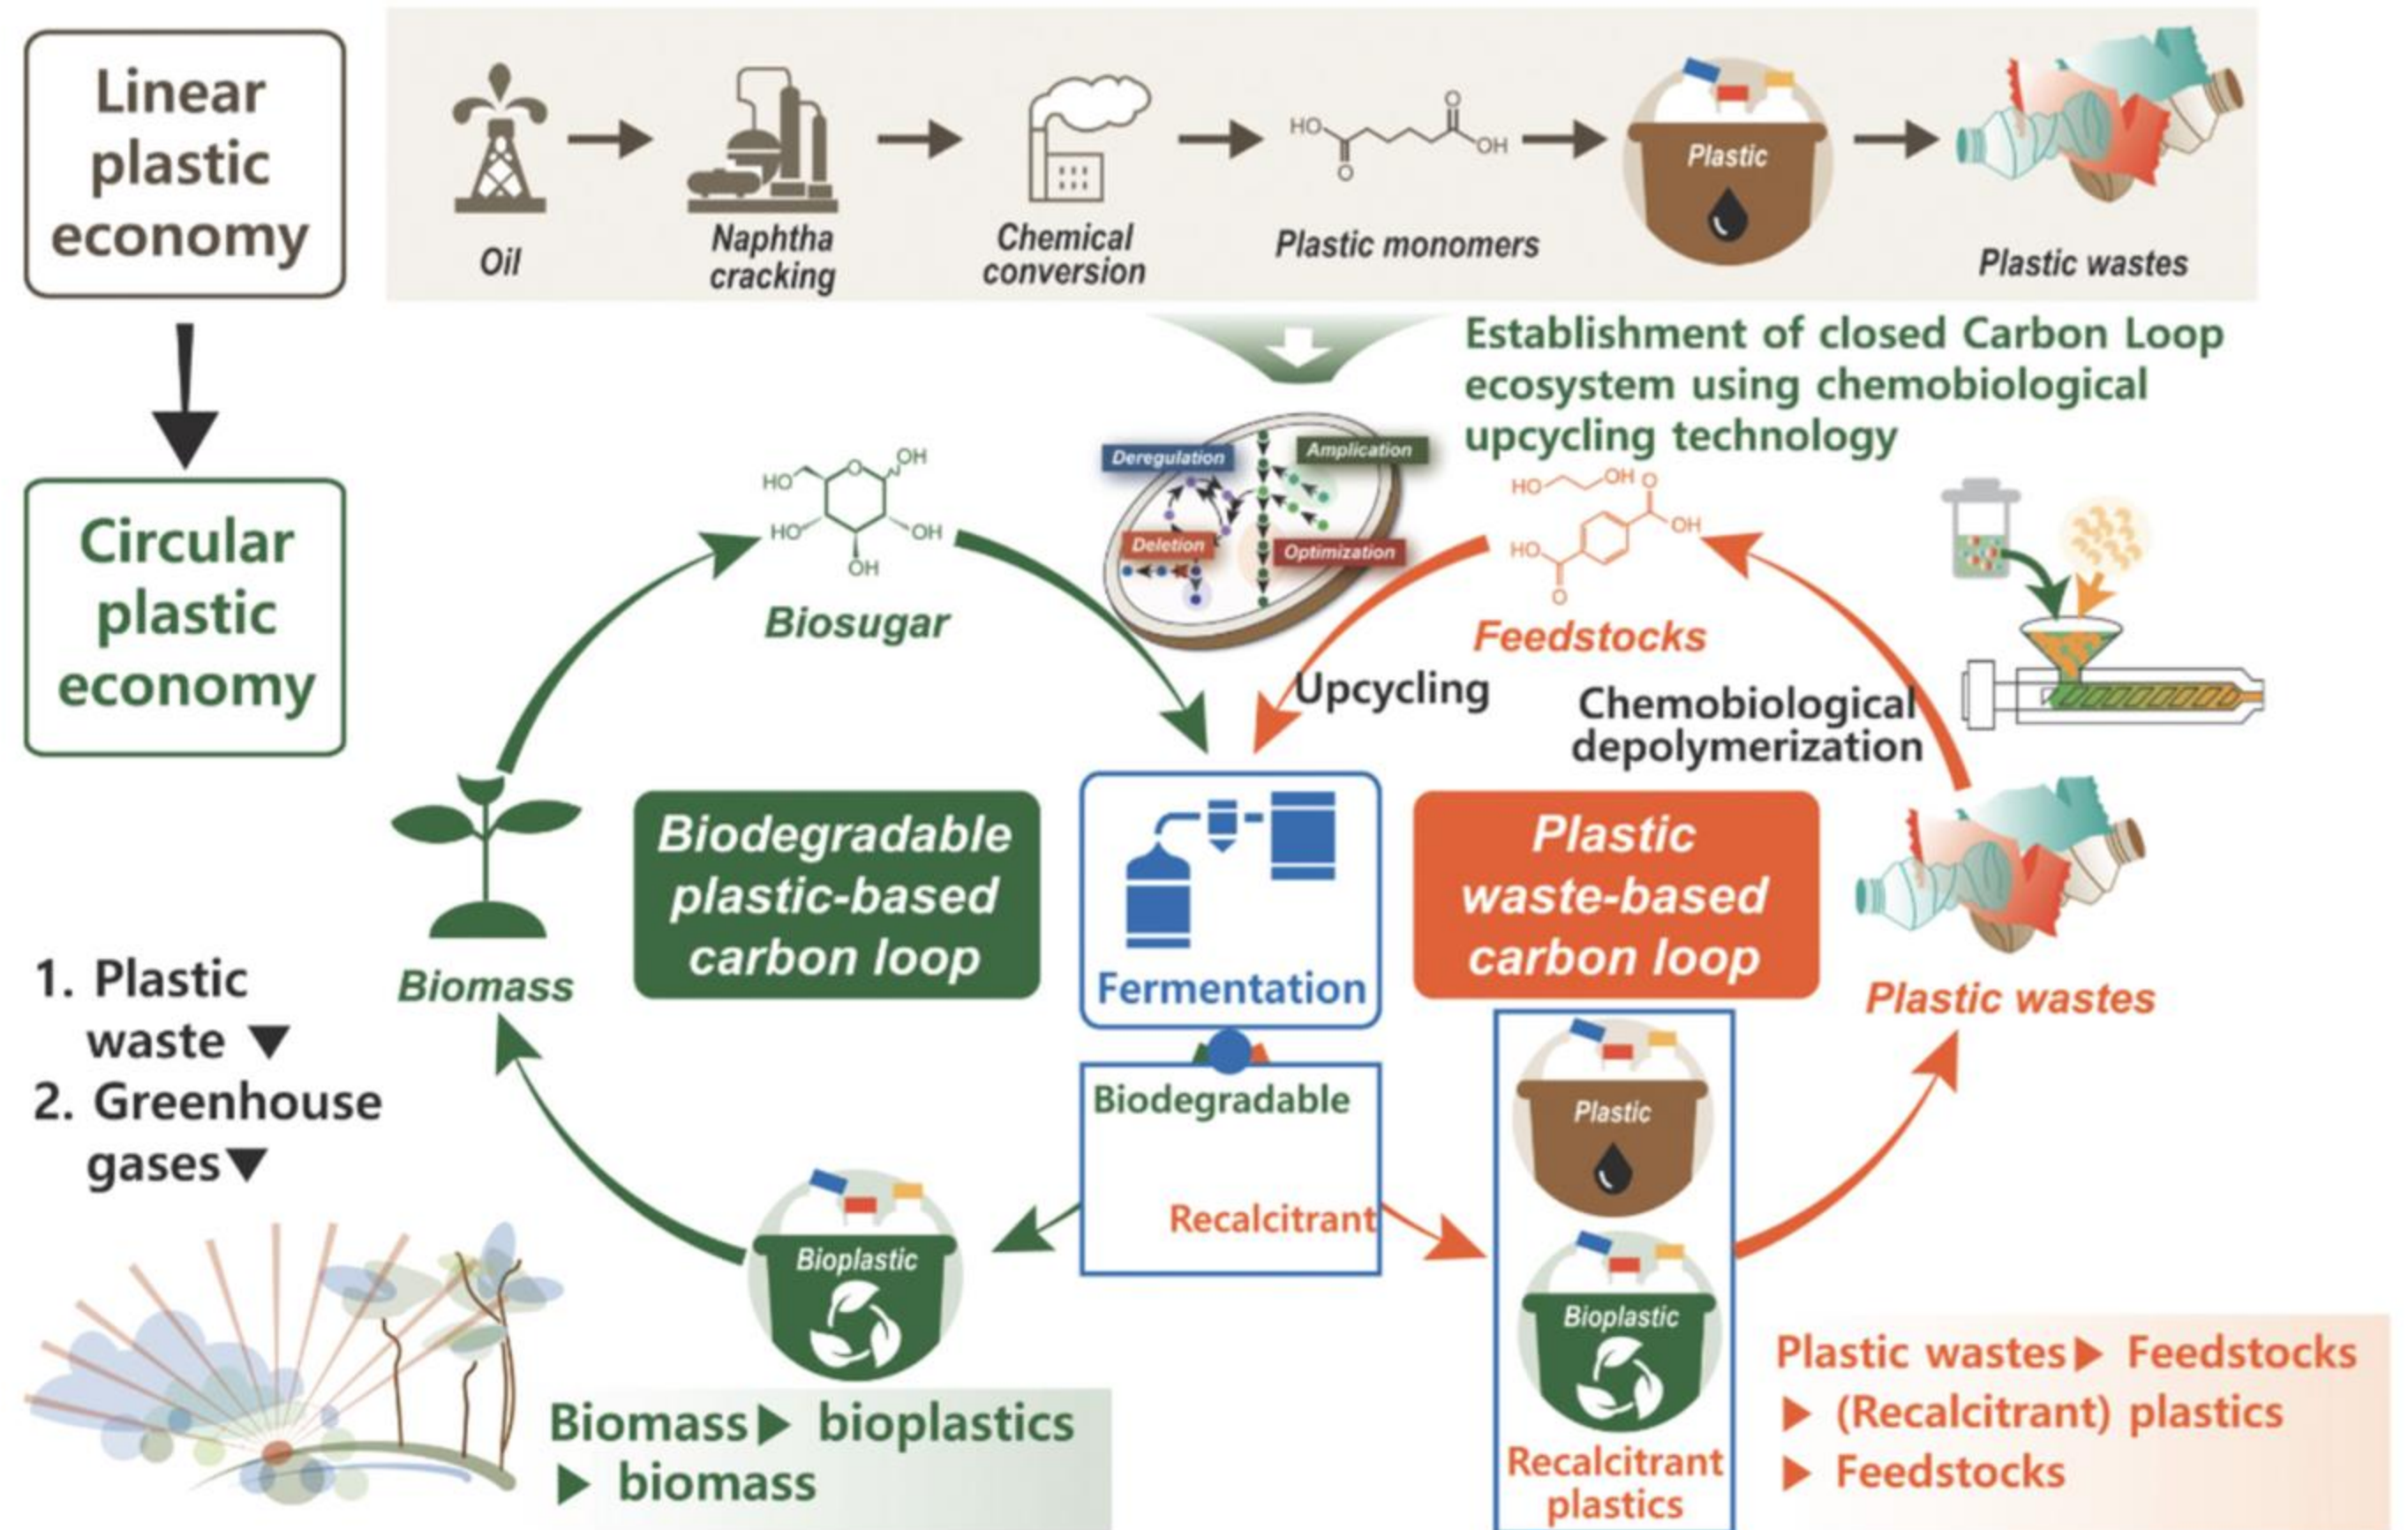 Linear
plastic
economy
Oil
Naphtha
cracking
Chemical
conversion
HO
O
O
OH
Plastic monomers
Plastic
Plastic wastes
Establishment of closed Carbon Loop
ecosystem using chemobiological
upcycling technology
Circular
plastic
economy
HO
O
OH
HO
OH
OH
Biosugar
Deregulation
Amplication
Deletion
Optimization
HO
OH
O
OH
HO
O
Feedstocks
Upcycling
Chemobiological
depolymerization
Biodegradable
plastic-based
carbon loop
Fermentation
Plastic
waste-based
carbon loop
Biomass
Plastic wastes
1. Plastic
waste ▼
2. Greenhouse
gases▼
Biodegradable
Recalcitrant
Bioplastic
Plastic
Bioplastic
Recalcitrant
plastics
Biomass▶ bioplastics
▶ biomass
Plastic wastes▶ Feedstocks
▶ (Recalcitrant) plastics
▶ Feedstocks